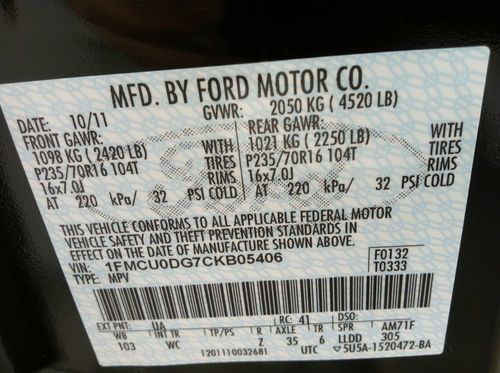 MFD. BY FORD MOTOR CO.
DATE: 10/11 GVWR: 2050 KG ( 4520 LB)
FRONT GAWR: REAR GAWR:
1098 KG ( 2420 LB) WITH 1021 KG ( 2250 LB) WITH
P235/70R16 104T TIRES P235/70R16 104T TIRES
16x7.0J RIMS 16x7.0J RIMS
AT 220 kPa/ 32 PSI COLD AT 220 kPa/ 32 PSI COLD
THIS VEHICLE CONFORMS TO ALL APPLICABLE FEDERAL MOTOR
VEHICLE SAFETY AND THEFT PREVENTION STANDARDS IN
EFFECT ON THE DATE OF MANUFACTURE SHOWN ABOVE.
VIN: 1FMCU0DG7CKB05406 F0132
TYPE: MPV T0333
EXT PNT: UA RC: 41 DSO:
WB INT TR TP/PS R AXLE TR SPR AM71F
103 WC Z 35 6 LLDD 305
1201110032681 UTC 5U5A-1520472-BA